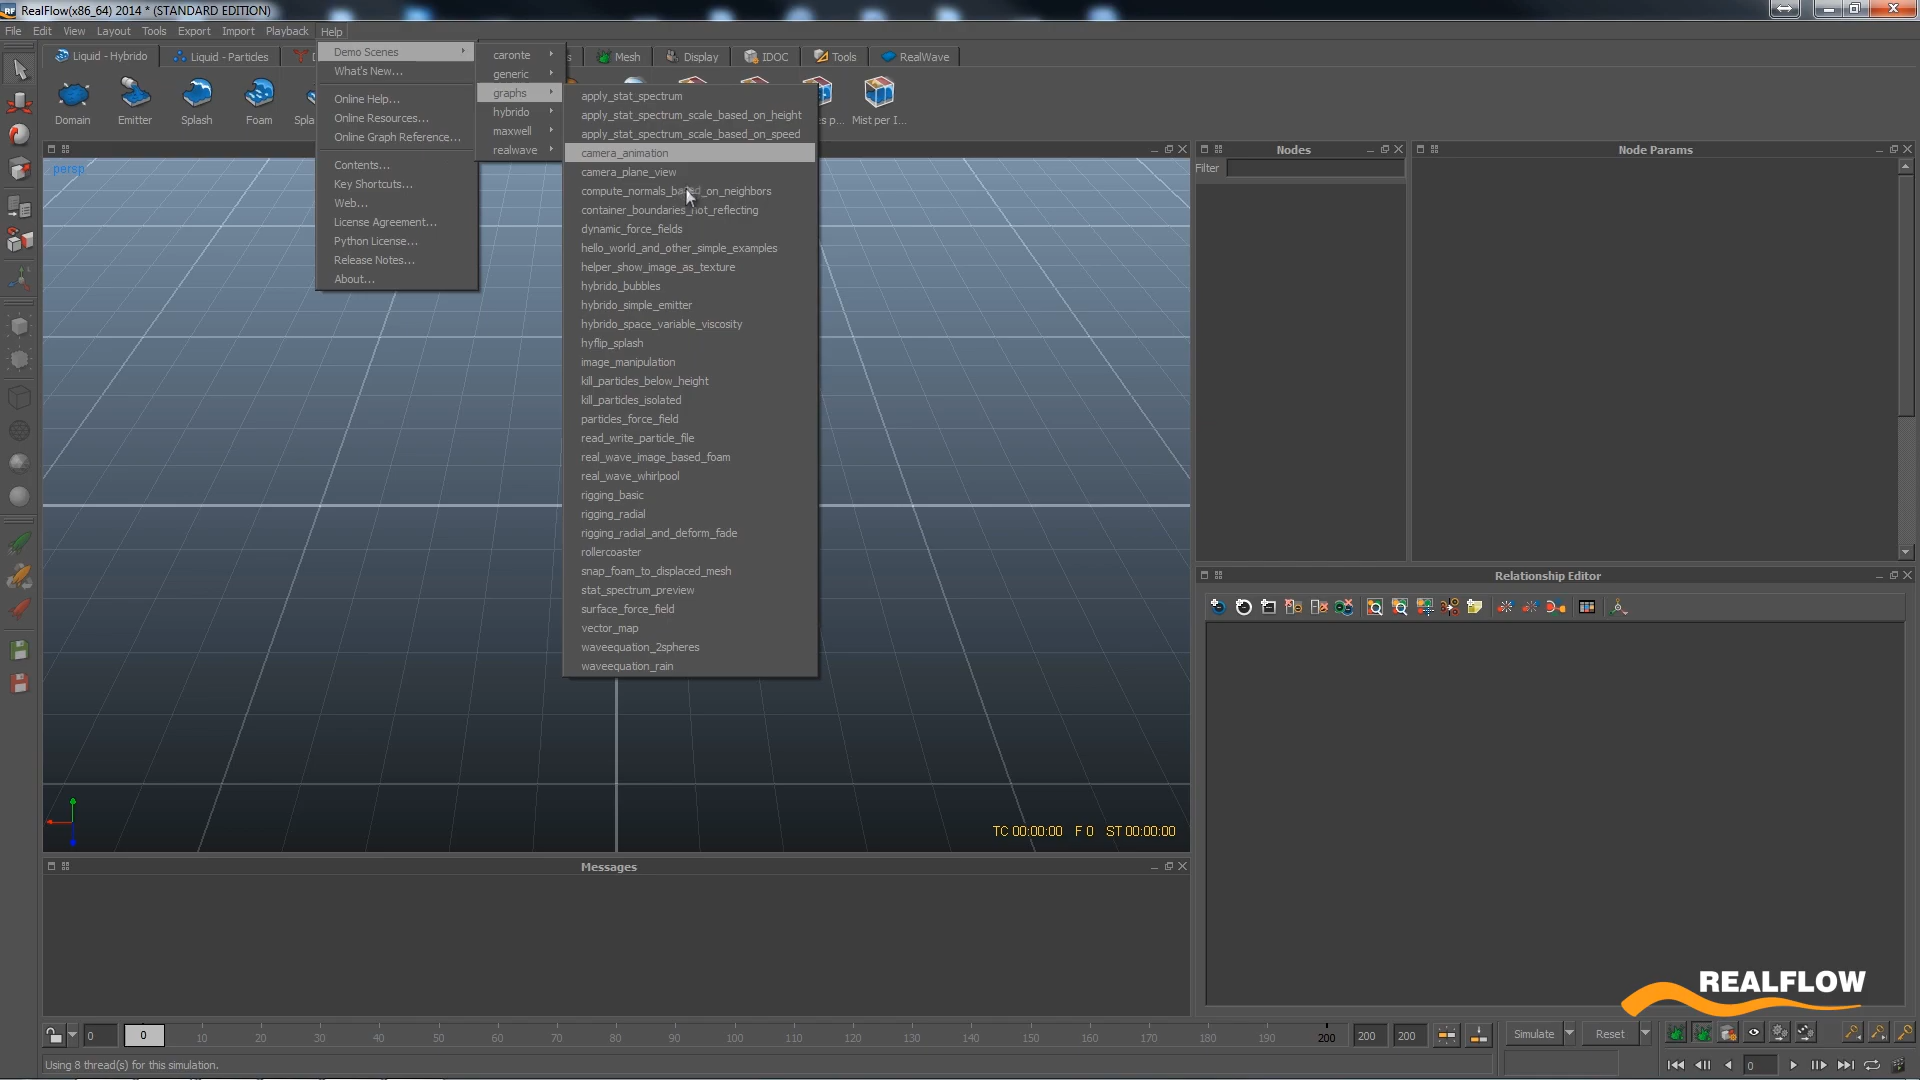 RealFlow(x86_64) 2014 * (STANDARD EDITION)
File Edit View Layout Tools Export Import Playback Help
Liquid - Hybrido Liquid - Particles Mesh Display IDOC Tools RealWave
Domain Emitter Splash Foam Mist per I...
Demo Scenes
What's New...
Online Help...
Online Resources...
Online Graph Reference...
Contents...
Key Shortcuts...
Web...
License Agreement...
Python License...
Release Notes...
About...
caronte
generic
graphs
hybrido
maxwell
realwave
apply_stat_spectrum
apply_stat_spectrum_scale_based_on_height
apply_stat_spectrum_scale_based_on_speed
camera_animation
camera_plane_view
compute_normals_based_on_neighbors
container_boundaries_not_reflecting
dynamic_force_fields
hello_world_and_other_simple_examples
helper_show_image_as_texture
hybrido_bubbles
hybrido_simple_emitter
hybrido_space_variable_viscosity
hyflip_splash
image_manipulation
kill_particles_below_height
kill_particles_isolated
particles_force_field
read_write_particle_file
real_wave_image_based_foam
real_wave_whirlpool
rigging_basic
rigging_radial
rigging_radial_and_deform_fade
rollercoaster
snap_foam_to_displaced_mesh
stat_spectrum_preview
surface_force_field
vector_map
waveequation_2spheres
waveequation_rain
persp
TC 00:00:00 F 0 ST 00:00:00
Nodes
Filter
Node Params
Relationship Editor
Messages
REALFLOW
0 0 10 20 30 40 50 60 70 80 90 100 110 120 130 140 150 160 170 180 190 200 200 200
Simulate Reset
Using 8 thread(s) for this simulation.
0